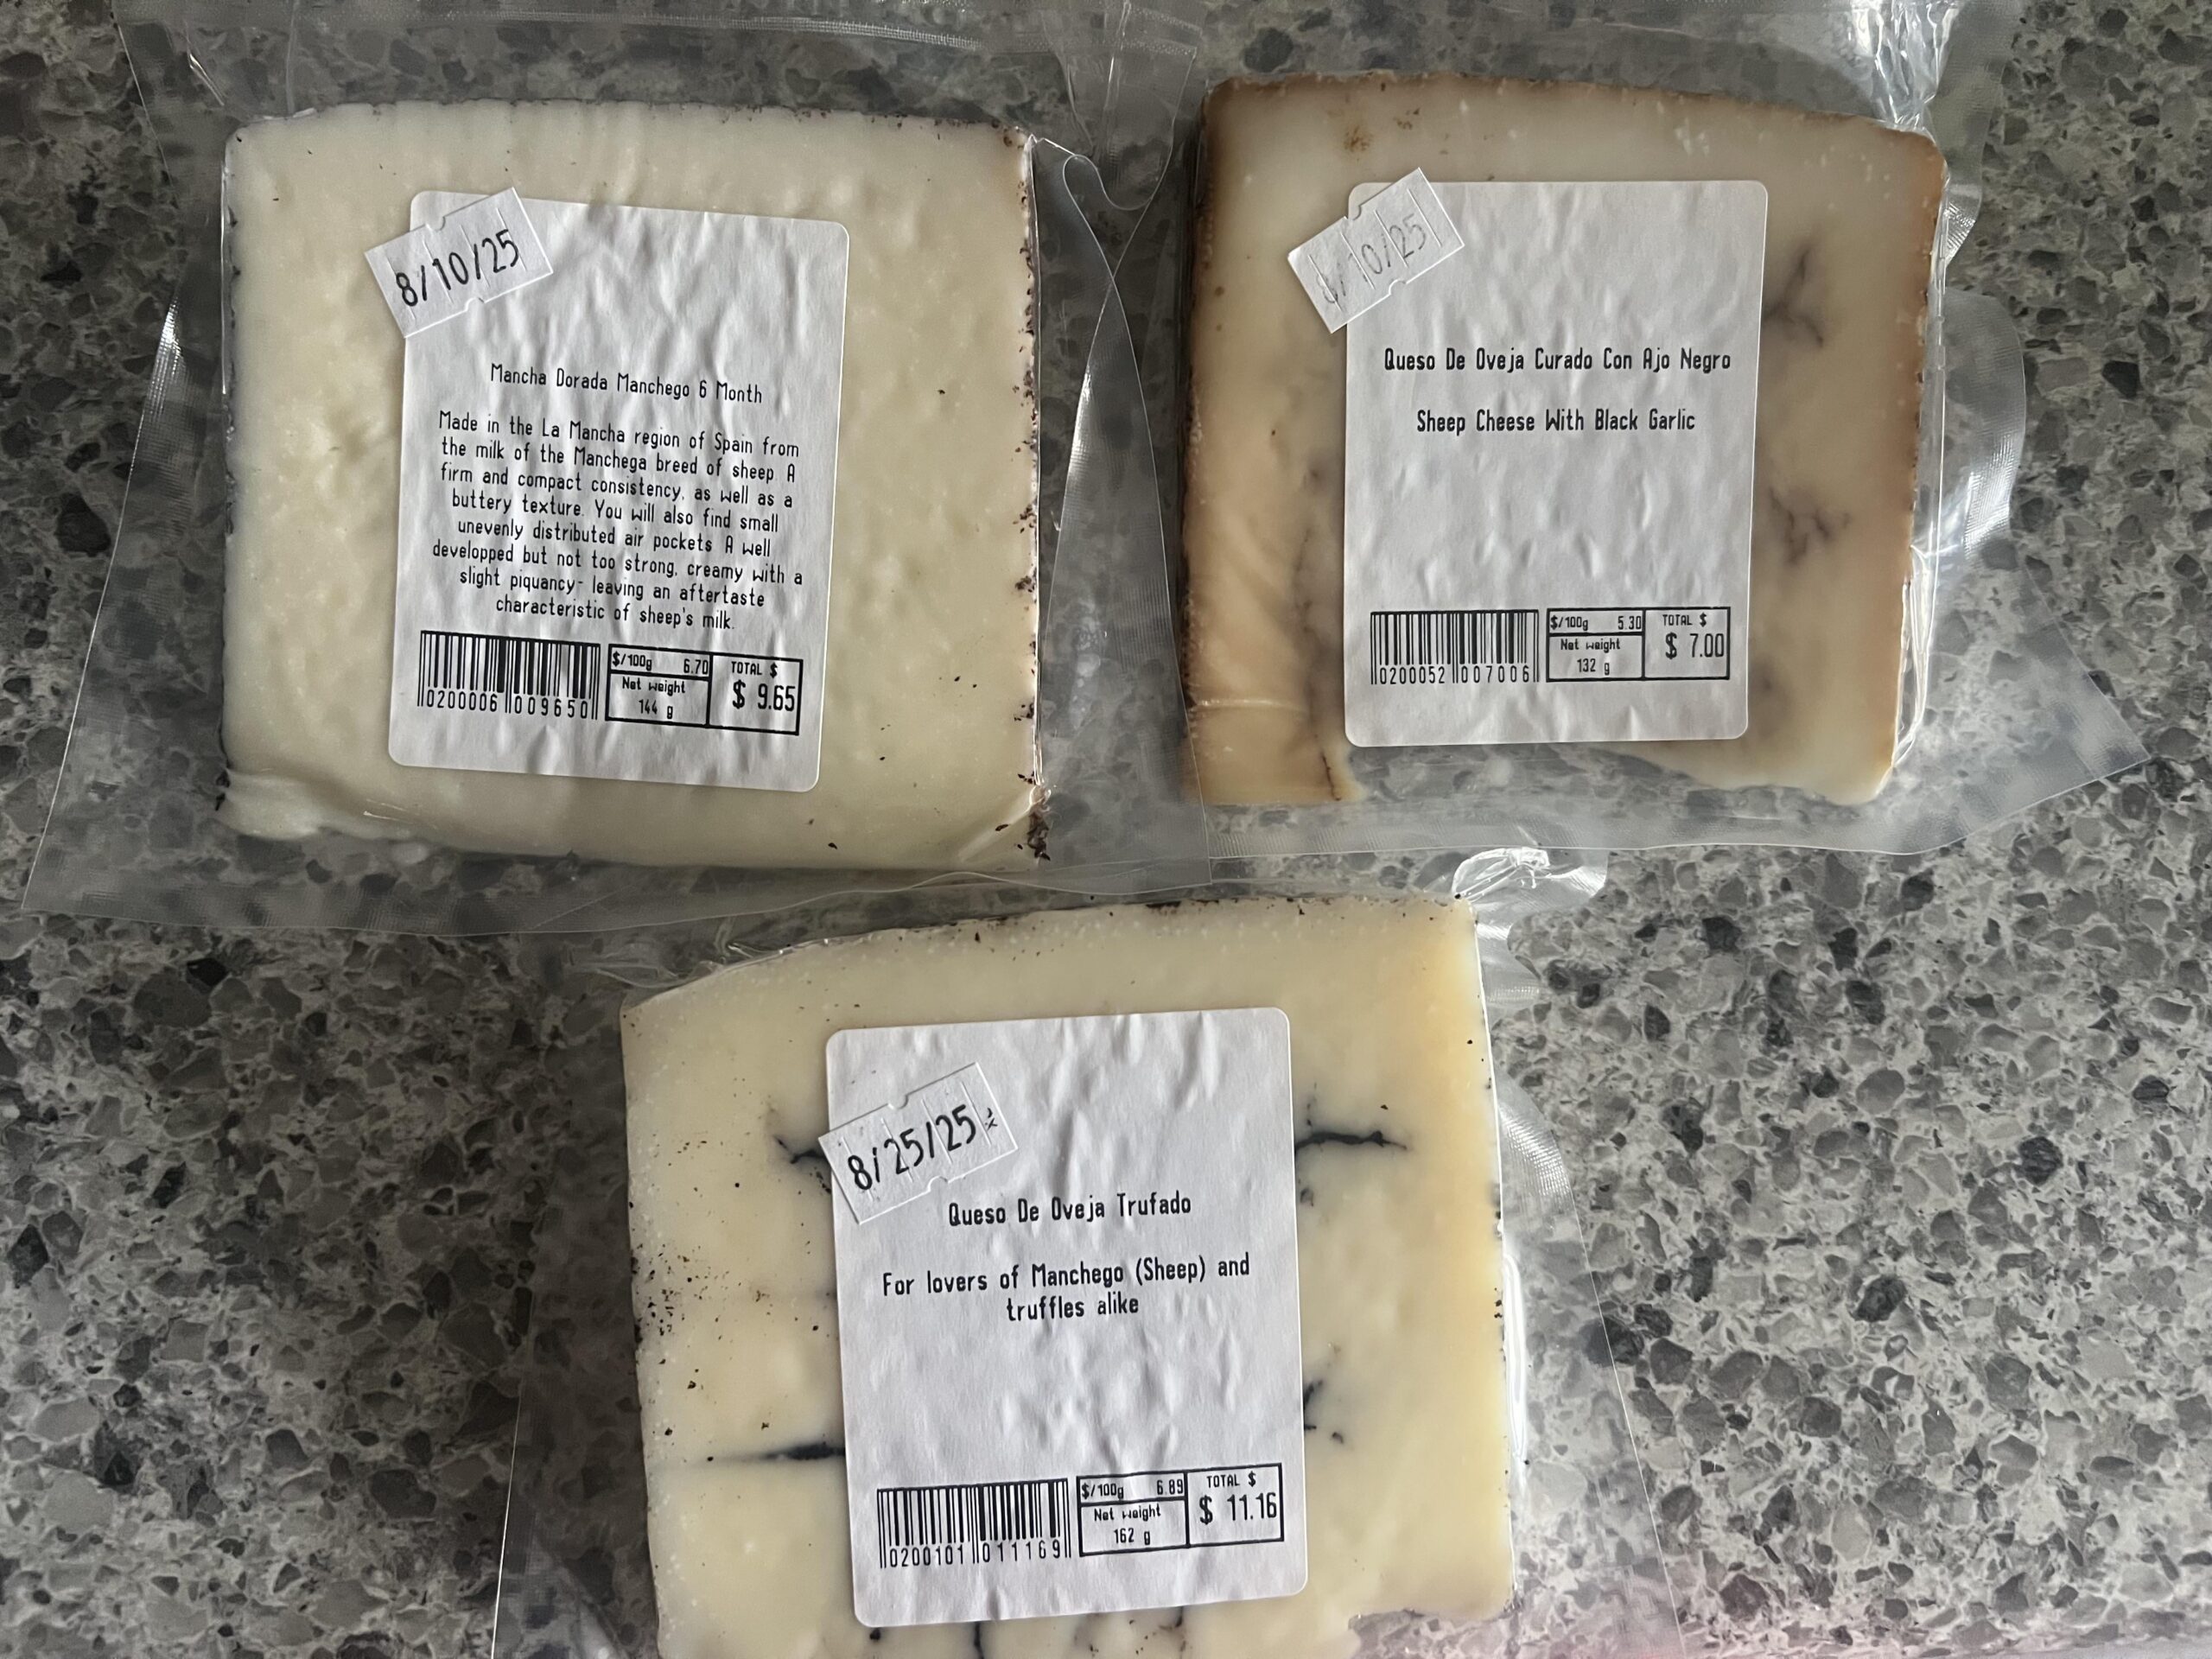 8/10/25
Mancha Dorada Manchego 6 Month
Made in the La Mancha region of Spain from
the milk of the Manchega breed of sheep A
firm and compact consistency, as well as a
buttery texture. You will also find small
unevenly distributed air pockets A well
developped but not too strong, creamy with a
slight piquancy- leaving an aftertaste
characteristic of sheep's milk.
0200006 009650
$/100g 6.70
Net weight
144 g
TOTAL $
$ 9.65
/10/25
Queso De Oveja Curado Con Ajo Negro
Sheep Cheese With Black Garlic
0200052 007006
$/100g 5.30
Net weight
132 g
TOTAL $
$ 7.00
8/25/25
Queso De Oveja Trufado
For lovers of Manchego (Sheep) and
truffles alike
0200101 011169
$/100g 6.89
Net weight
162 g
TOTAL $
$ 11.16